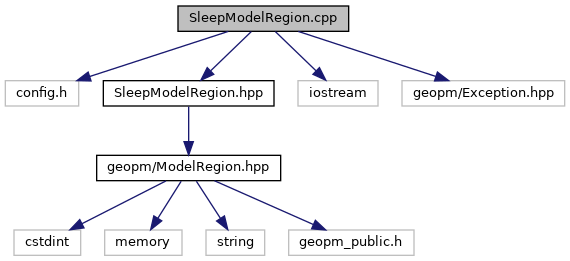 SleepModelRegion.cpp
config.h
SleepModelRegion.hpp
iostream
geopm/Exception.hpp
geopm/ModelRegion.hpp
cstdint
memory
string
geopm_public.h